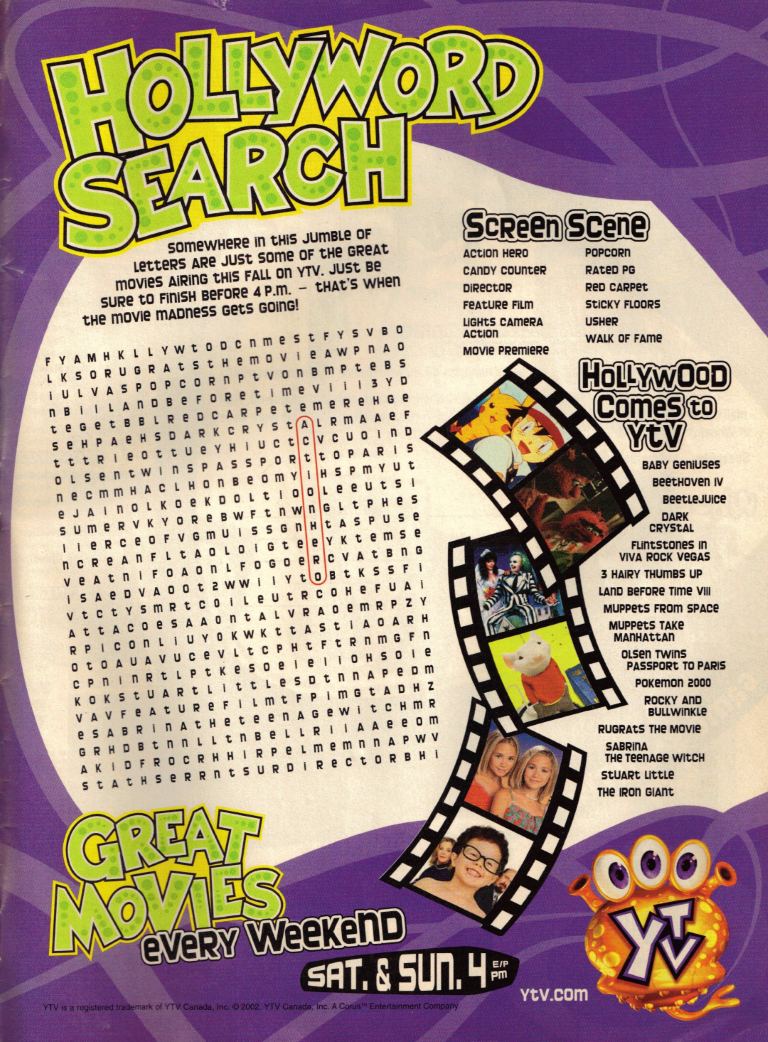 HOLLYWORD
SEARCH
SOMEWHERE IN THIS JUMBLE OF
LETTERS ARE JUST SOME OF THE GREAT
MOVIES AIRING THIS FALL ON YTV. JUST BE
SURE TO FINISH BEFORE 4 P.M. – THAT'S WHEN
THE MOVIE MADNESS GETS GOING!
F Y A M H K L L Y W t o D C n m e s t F Y S V B O
L K S O R U G R A t S t H e m o v i e A W P n A O
i U L V A S P O P C O R N P t V O n B m P t e B S
n B i I L A N D B e F O R e t i m e V i i i 3 Y D
t e G e t B B L R e D C A R P e t e m e R e H G e
S e H P A e H S D A R K C R Y S t A L R m A A e F
t t t R i e o t t u e Y H i U C t C V C U O i n D
O L S e n t W i n S P A S S P O R t t O P A R i S
n e C m m H A C L H O n B e O m Y i H S P m Y U t
e J A i n O L K O e K D O L t i O O L e e U t S i
S U m e R V K Y O R e B W F t n W n G L t P H e S
I i e R C e O F V G m U i S S G n H t A S P U S e
n C R e A n F L t A O L O i G t e e Y K t e m S e
V e A t n i F O A O n L F O G O e R C V A t B n G
i S A e D V A O O t 2 W W i i Y t O B t K S S F i
V t C t Y S m R t C O i L e U t R C O H e F U A i
A t t A C O e S A A O n t A L V R A O e m R P Z Y
R P i C O n L i U Y O K W K t t A S t i A O A R H
O t O A U A V U C e V L t C P H t F t R n m G F n
C P n i n R t L P t K e S O e i e i i O H S O i e
K O K S t U A R t L i t t L e S D t n n A P e D m
V A V F e A t U R e F i L m t F P i m G t A D H Z
e S A B R i n A t H e t e e n A G e W i t C H m R
G R H D B t n n L L t n B e L L R i i A A e e O m
A K i D F R O C R H H i R P e L m e m n n A P W V
S t A t H S e R R n t S U R D i R e C t O R B H i
SCREEN SCENE
ACTION HERO
CANDY COUNTER
DIRECTOR
FEATURE FILM
LIGHTS CAMERA
ACTION
MOVIE PREMIERE
POPCORN
RATED PG
RED CARPET
STICKY FLOORS
USHER
WALK OF FAME
HOLLYWOOD
COMES TO
YTV
BABY GENIUSES
BEETHOVEN IV
BEETLEJUICE
DARK
CRYSTAL
FLINTSTONES IN
VIVA ROCK VEGAS
3 HAIRY THUMBS UP
LAND BEFORE TIME VIII
MUPPETS FROM SPACE
MUPPETS TAKE
MANHATTAN
OLSEN TWINS
PASSPORT TO PARIS
POKEMON 2000
ROCKY AND
BULLWINKLE
RUGRATS THE MOVIE
SABRINA
THE TEENAGE WITCH
STUART LITTLE
THE IRON GIANT
GREAT
MOVIES
EVERY WEEKEND
SAT. & SUN. 4 E/P PM
YTV
YTV.com
YTV is a registered trademark of YTV Canada, Inc. © 2002, YTV Canada, Inc. A Corus™ Entertainment Company